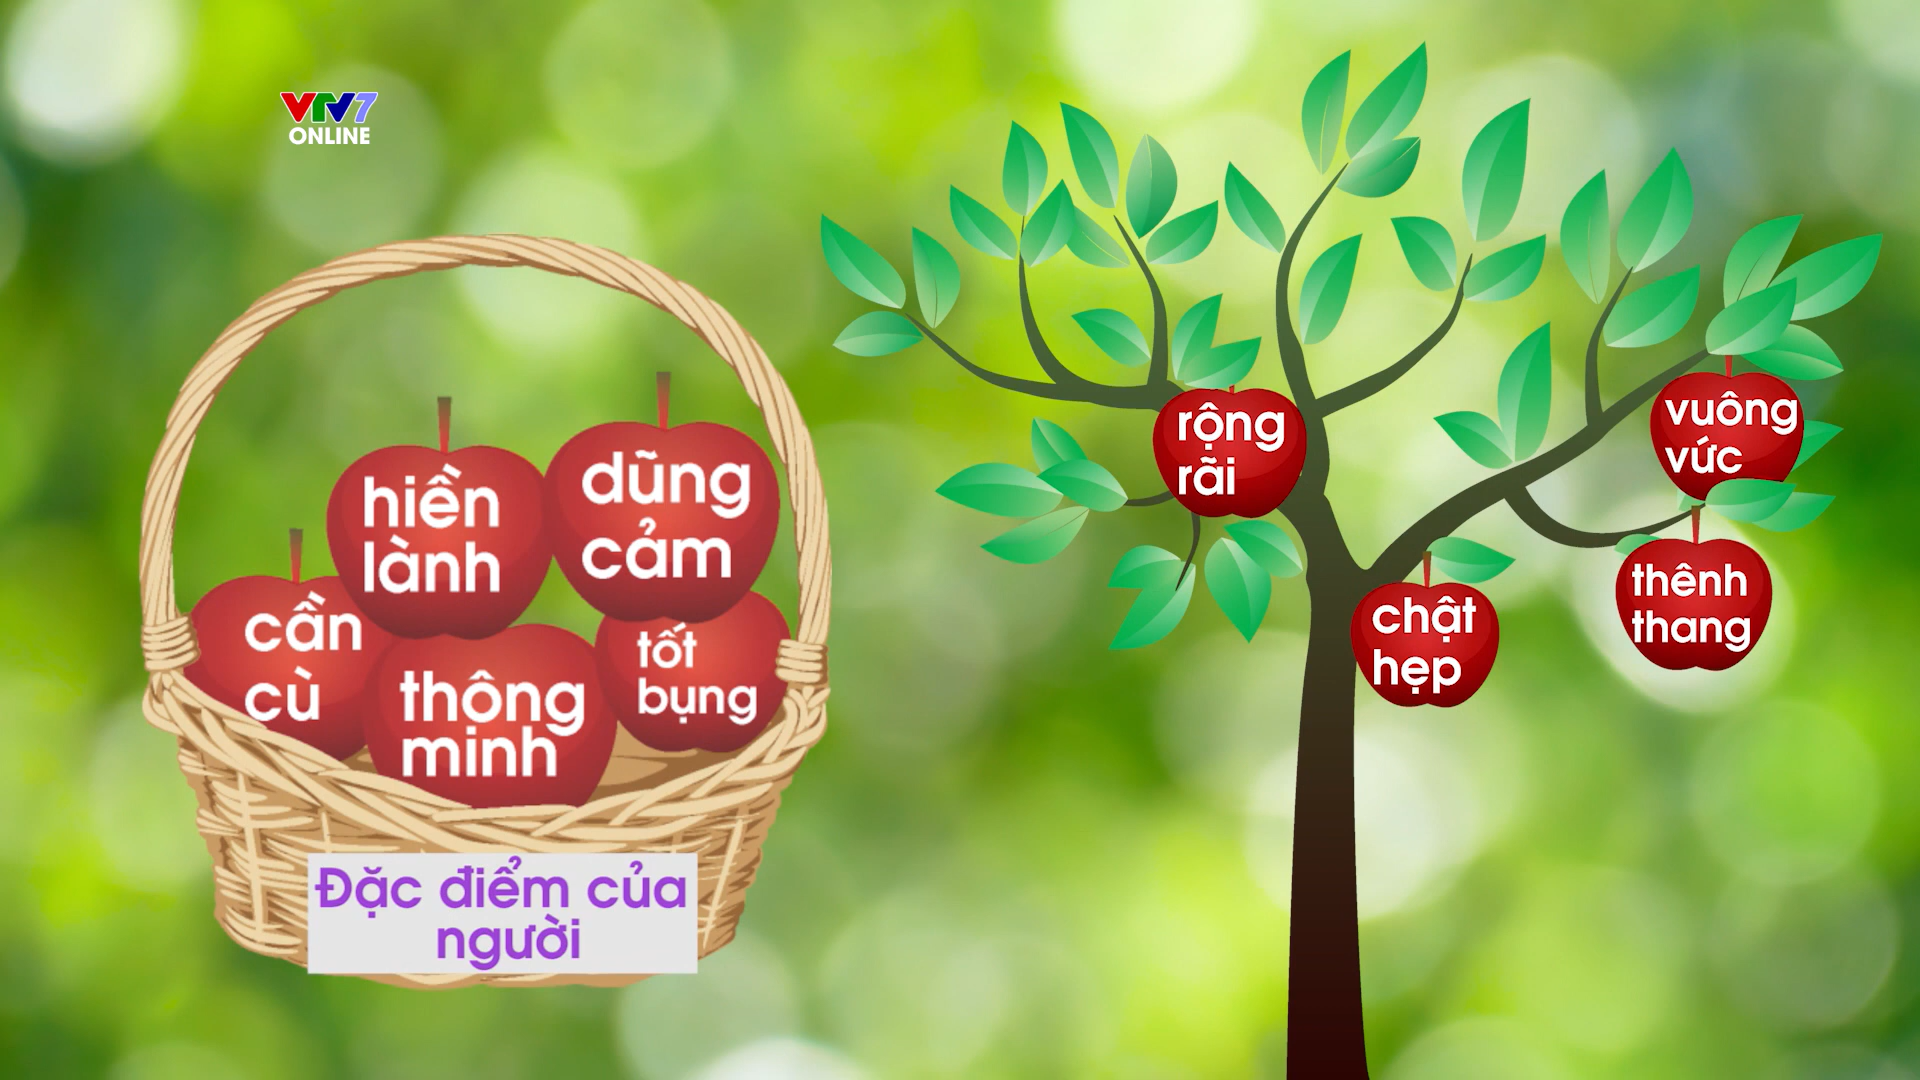 VTV7
ONLINE
hiền
lành
dũng
cảm
cần
cù
thông
minh
tốt
bụng
Đặc điểm của
người
rộng
rãi
vuông
vức
chật
hẹp
thênh
thang